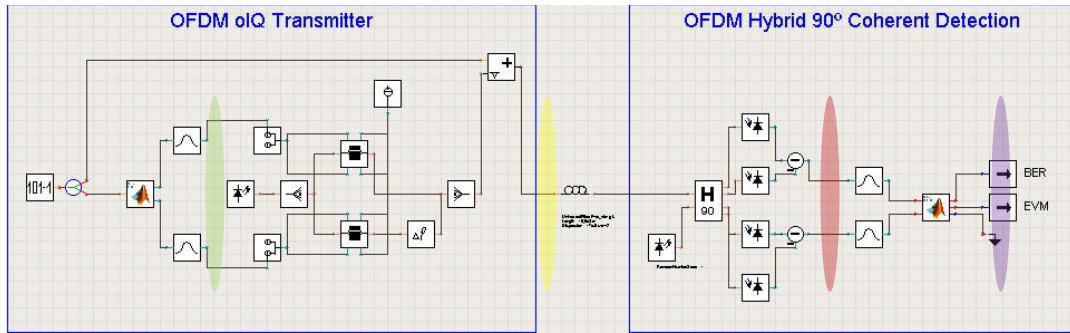 OFDM oIQ Transmitter
OFDM Hybrid 90º Coherent Detection
101-1
+
H
90
Δ
BER
EVM